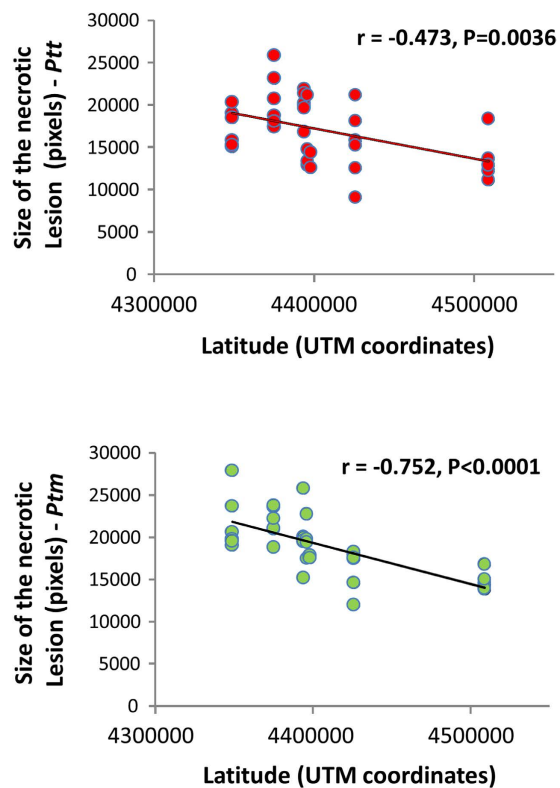 r = -0.473, P=0.0036
Size of the necrotic
Lesion (pixels) - Ptt
30000
25000
20000
15000
10000
5000
0
4300000 4400000 4500000
Latitude (UTM coordinates)
r = -0.752, P<0.0001
Size of the necrotic
Lesion (pixels) - Ptm
30000
25000
20000
15000
10000
5000
0
4300000 4400000 4500000
Latitude (UTM coordinates)